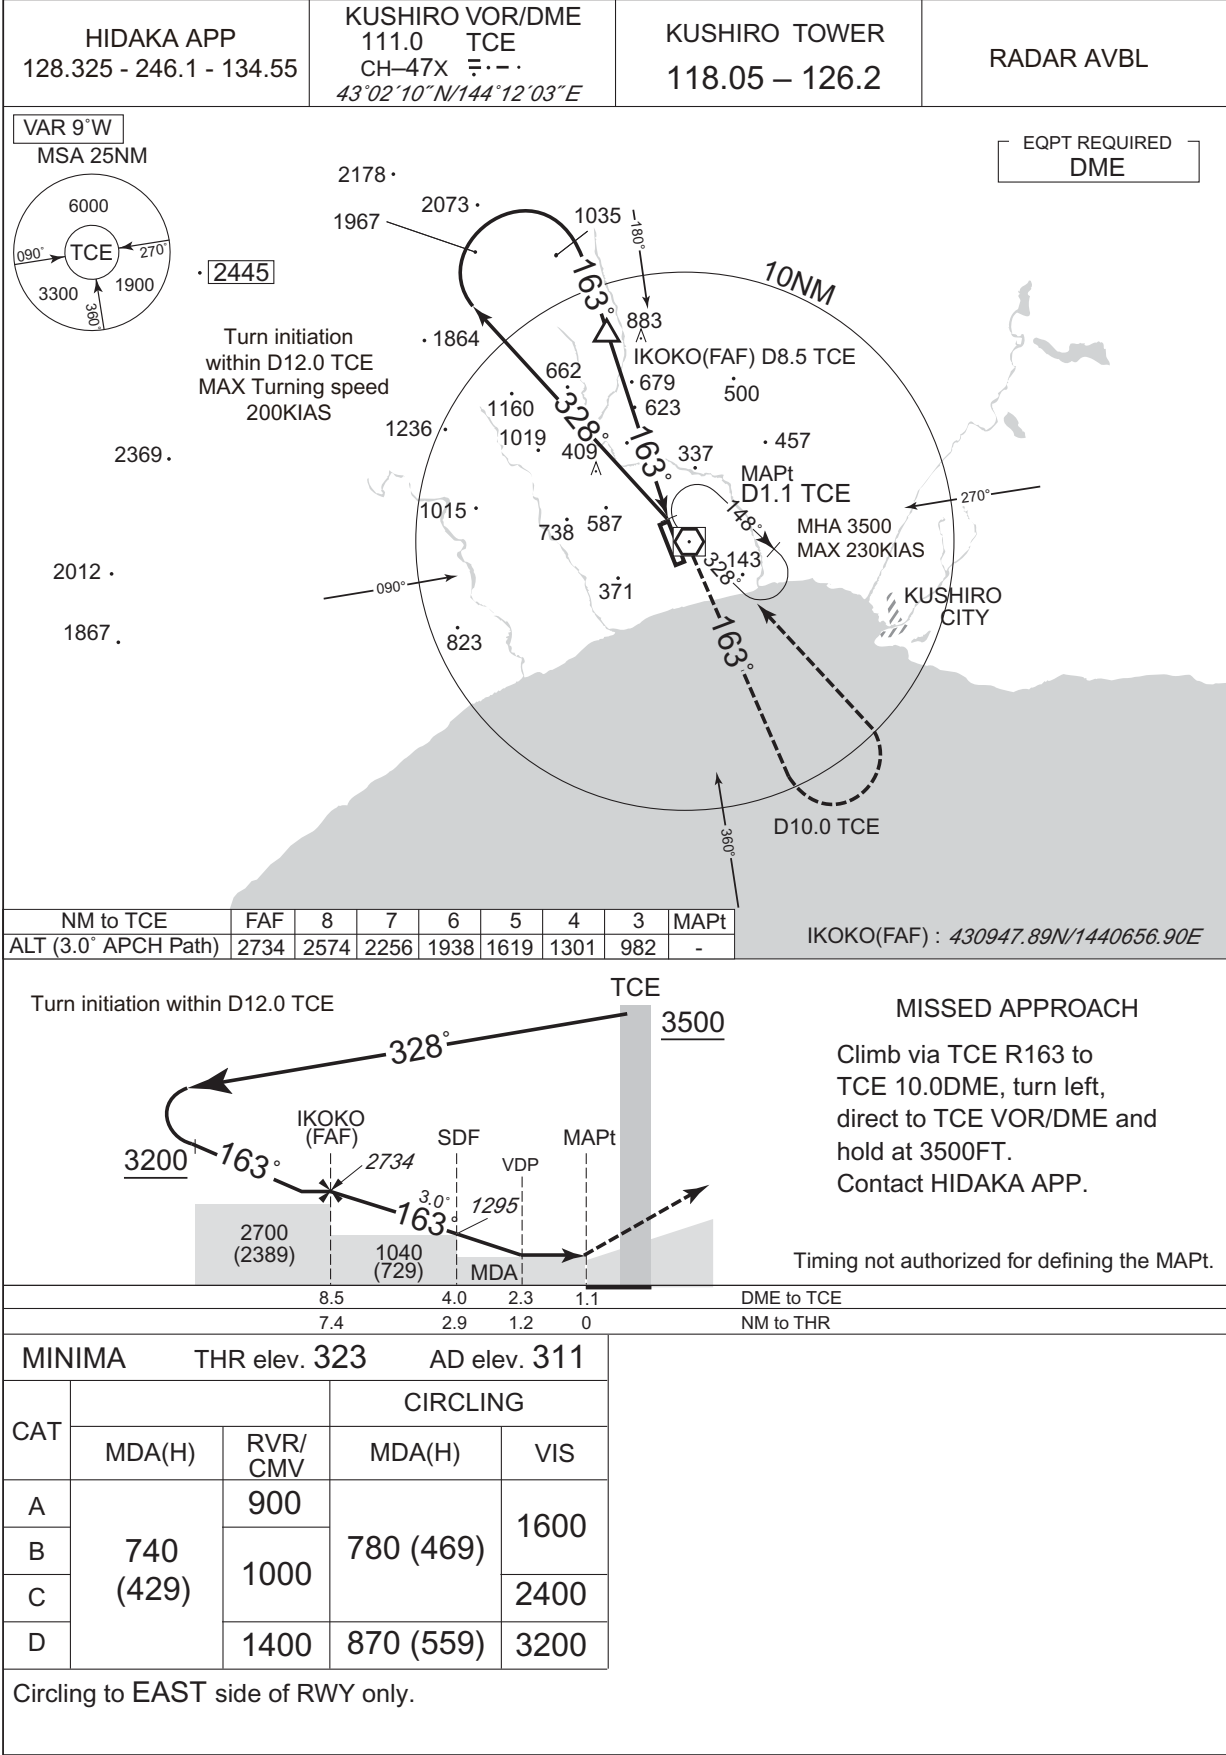 HIDAKA APP
128.325 - 246.1 - 134.55
KUSHIRO VOR/DME
111.0 TCE
CH–47X
43°02´10˝N/144°12´03˝E
KUSHIRO TOWER
118.05 – 126.2
RADAR AVBL
VAR 9°W
MSA 25NM
6000
090°
TCE
270°
3300
1900
360°
EQPT REQUIRED
DME
2178
2073
1967
1035
180°
163°
10NM
2445
883
Turn initiation
within D12.0 TCE
MAX Turning speed
200KIAS
1864
IKOKO(FAF) D8.5 TCE
662
679
500
1160
623
328°
1236
1019
409
163°
337
457
2369
MAPt
D1.1 TCE
270°
1015
738
587
148°
MHA 3500
MAX 230KIAS
2012
090°
371
328°
143
KUSHIRO
CITY
1867
823
163°
D10.0 TCE
360°
NM to TCE FAF 8 7 6 5 4 3 MAPt
ALT (3.0° APCH Path) 2734 2574 2256 1938 1619 1301 982 -
IKOKO(FAF) : 430947.89N/1440656.90E
Turn initiation within D12.0 TCE
TCE
3500
328°
IKOKO
(FAF)
SDF
MAPt
3200
163°
2734
VDP
3.0°
163°
1295
2700
(2389)
1040
(729)
MDA
8.5 4.0 2.3 1.1 DME to TCE
7.4 2.9 1.2 0 NM to THR
MISSED APPROACH
Climb via TCE R163 to
TCE 10.0DME, turn left,
direct to TCE VOR/DME and
hold at 3500FT.
Contact HIDAKA APP.
Timing not authorized for defining the MAPt.
MINIMA THR elev. 323 AD elev. 311
CAT
CIRCLING
MDA(H)
RVR/
CMV
MDA(H)
VIS
A
900
1600
B
740
(429)
1000
780 (469)
C
2400
D
1400
870 (559)
3200
Circling to EAST side of RWY only.